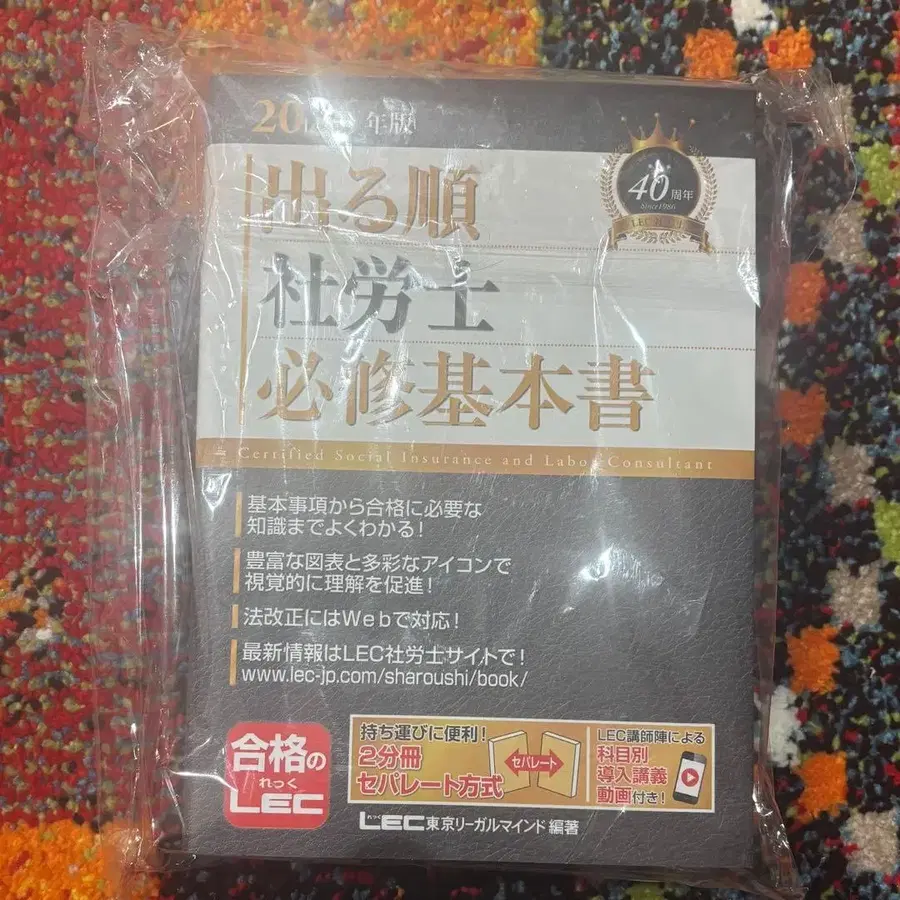 年版
出る順
社労士
必修基本書
40周年
Since1986
Certified Social Insurance and Labor Consultant
基本事項から合格に必要な
知識までよくわかる!
豊富な図表と多彩なアイコンで
視覚的に理解を促進!
法改正にはWebで対応!
最新情報はLEC社労士サイトで!
www.lec-jp.com/sharoushi/book/
合格の
れっく
LEC
持ち運びに便利!
2分冊
セパレート方式
セパレート
LEC講師陣による
科目別
導入講義
動画付き!
れっく
LEC東京リーガルマインド 編著